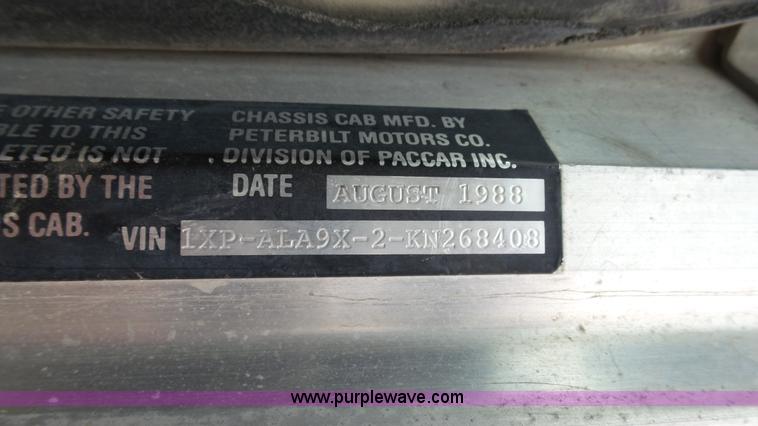 E OTHER SAFETY
BLE TO THIS
LETED IS NOT
TED BY THE
S CAB.
CHASSIS CAB MFD. BY
PETERBILT MOTORS CO.
DIVISION OF PACCAR INC.
DATE AUGUST 1988
VIN 1XP-ALA9X-2-KN268408
www.purplewave.com